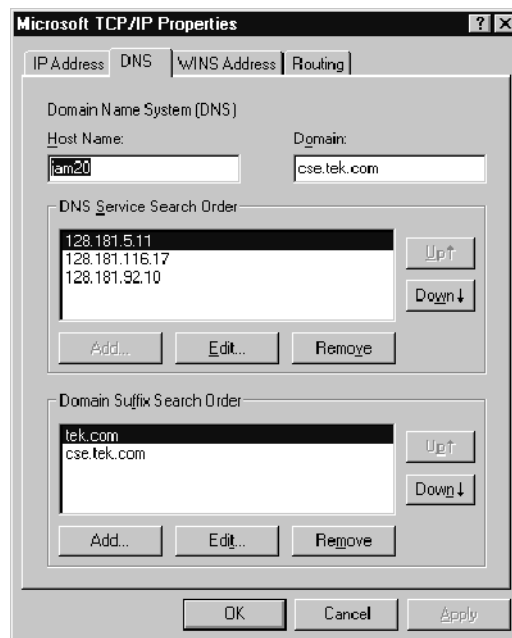 Microsoft TCP/IP Properties
IP Address DNS WINS Address Routing
Domain Name System (DNS)
Host Name: Domain:
jam20 cse.tek.com
DNS Service Search Order
128.181.5.11
128.181.116.17
128.181.92.10
Up↑
Down↓
Add... Edit... Remove
Domain Suffix Search Order
tek.com
cse.tek.com
Up↑
Down↓
Add... Edit... Remove
OK Cancel Apply